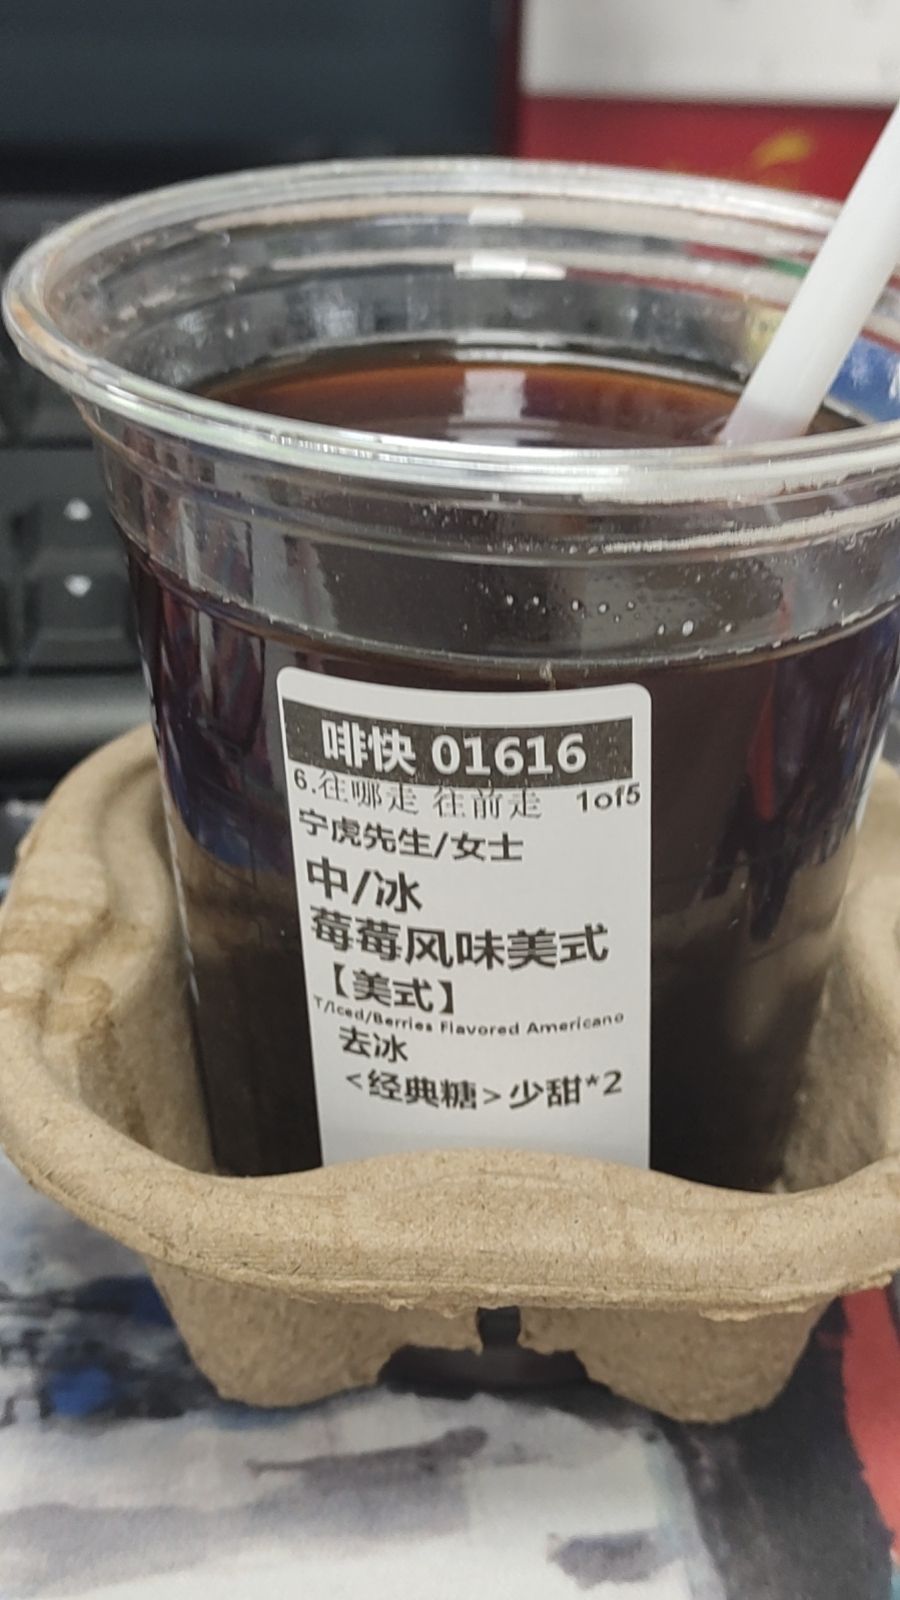 啡快 01616
6.往哪走 往前走 1of5
宁虎先生/女士
中/冰
莓莓风味美式
【美式】
T/Iced/Berries Flavored Americano
去冰
<经典糖>少甜*2